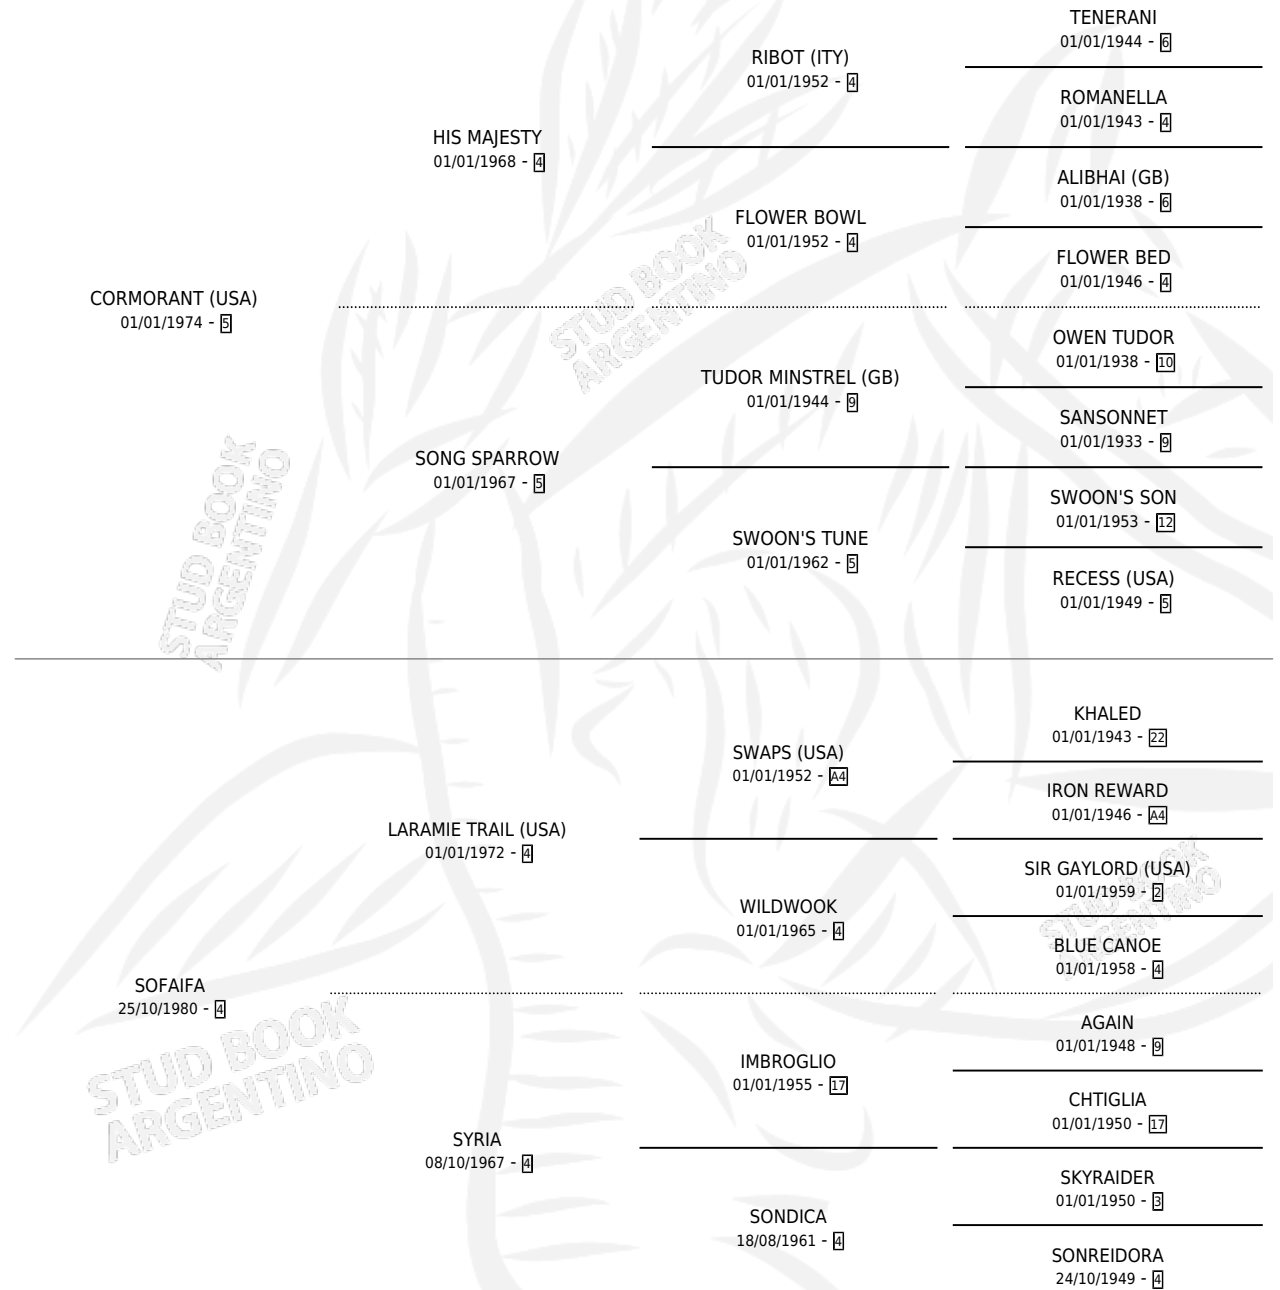 TENERANI
01/01/1944 - 6
RIBOT (ITY)
01/01/1952 - 4
ROMANELLA
01/01/1943 - 4
HIS MAJESTY
01/01/1968 - 4
ALIBHAI (GB)
01/01/1938 - 6
FLOWER BOWL
01/01/1952 - 4
FLOWER BED
01/01/1946 - 4
CORMORANT (USA)
01/01/1974 - 5
OWEN TUDOR
01/01/1938 - 10
TUDOR MINSTREL (GB)
01/01/1944 - 9
SANSONNET
01/01/1933 - 9
SONG SPARROW
01/01/1967 - 5
SWOON'S SON
01/01/1953 - 12
SWOON'S TUNE
01/01/1962 - 5
RECESS (USA)
01/01/1949 - 5
KHALED
01/01/1943 - 22
SWAPS (USA)
01/01/1952 - A4
IRON REWARD
01/01/1946 - A4
LARAMIE TRAIL (USA)
01/01/1972 - 4
SIR GAYLORD (USA)
01/01/1959 - 2
WILDWOOK
01/01/1965 - 4
BLUE CANOE
01/01/1958 - 4
SOFAIFA
25/10/1980 - 4
AGAIN
01/01/1948 - 9
IMBROGLIO
01/01/1955 - 17
CHTIGLIA
01/01/1950 - 17
SYRIA
08/10/1967 - 4
SKYRAIDER
01/01/1950 - 3
SONDICA
18/08/1961 - 4
SONREIDORA
24/10/1949 - 4
STUD BOOK
ARGENTINO
STUD BOOK
ARGENTINO
STUD BOOK
ARGENTINO
STUD BOOK
ARGENTINO